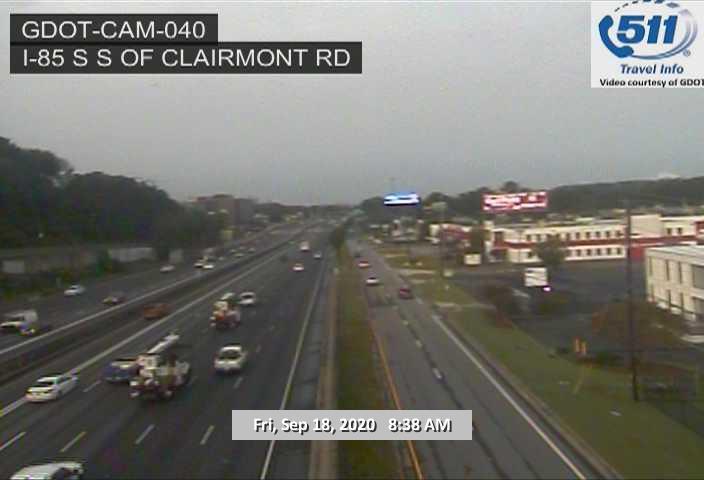 GDOT-CAM-040
I-85 S S OF CLAIRMONT RD
511
Travel Info
Video courtesy of GDOT
Fri, Sep 18, 2020 8:38 AM